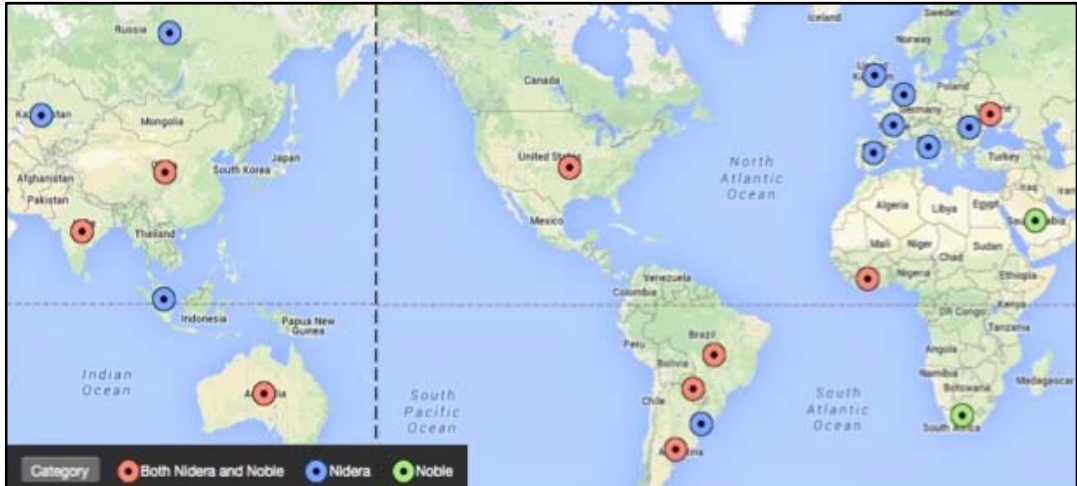 Iceland
Sweden
Russia
Norway
Canada
Poland
Germany
Mongolia
United States
North
Atlantic
Ocean
Japan
South Korea
Turkey
Afghanistan
Pakistan
Iraq
Iran
Algeria
Libya
Egypt
Mexico
Thailand
Mali
Niger
Sudan
Chad
Nigeria
Ethiopia
Venezuela
Colombia
Kenya
DR Congo
Indonesia
Papua New
Guinea
Tanzania
Brazil
Peru
Bolivia
Angola
Indian
Ocean
Namibia
Botswana
Madagascar
South
Pacific
Ocean
Chile
South
Atlantic
Ocean
South Africa
Category
Both Nidera and Noble
Nidera
Noble